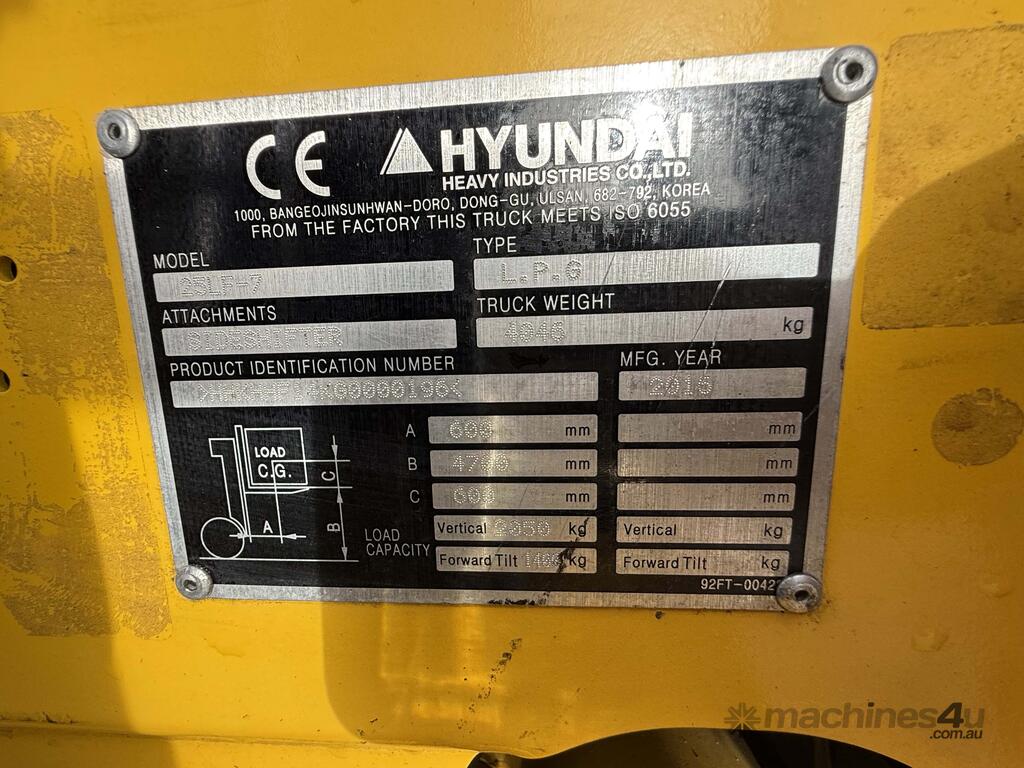 CE HYUNDAI
HEAVY INDUSTRIES CO.,LTD.
1000, BANGEOJINSUNHWAN-DORO, DONG-GU, ULSAN, 682-792, KOREA
FROM THE FACTORY THIS TRUCK MEETS ISO 6055
MODEL
25LF-7
TYPE
L.P.G
ATTACHMENTS
SIDESHIFTER
TRUCK WEIGHT
4046 kg
PRODUCT IDENTIFICATION NUMBER
MFG. YEAR
LOAD
C.G.
A
B
C
A 600 mm mm
B 4700 mm mm
C 600 mm mm
LOAD CAPACITY
Vertical 2050 kg Vertical kg
Forward Tilt kg Forward Tilt kg
machines4u
.com.au